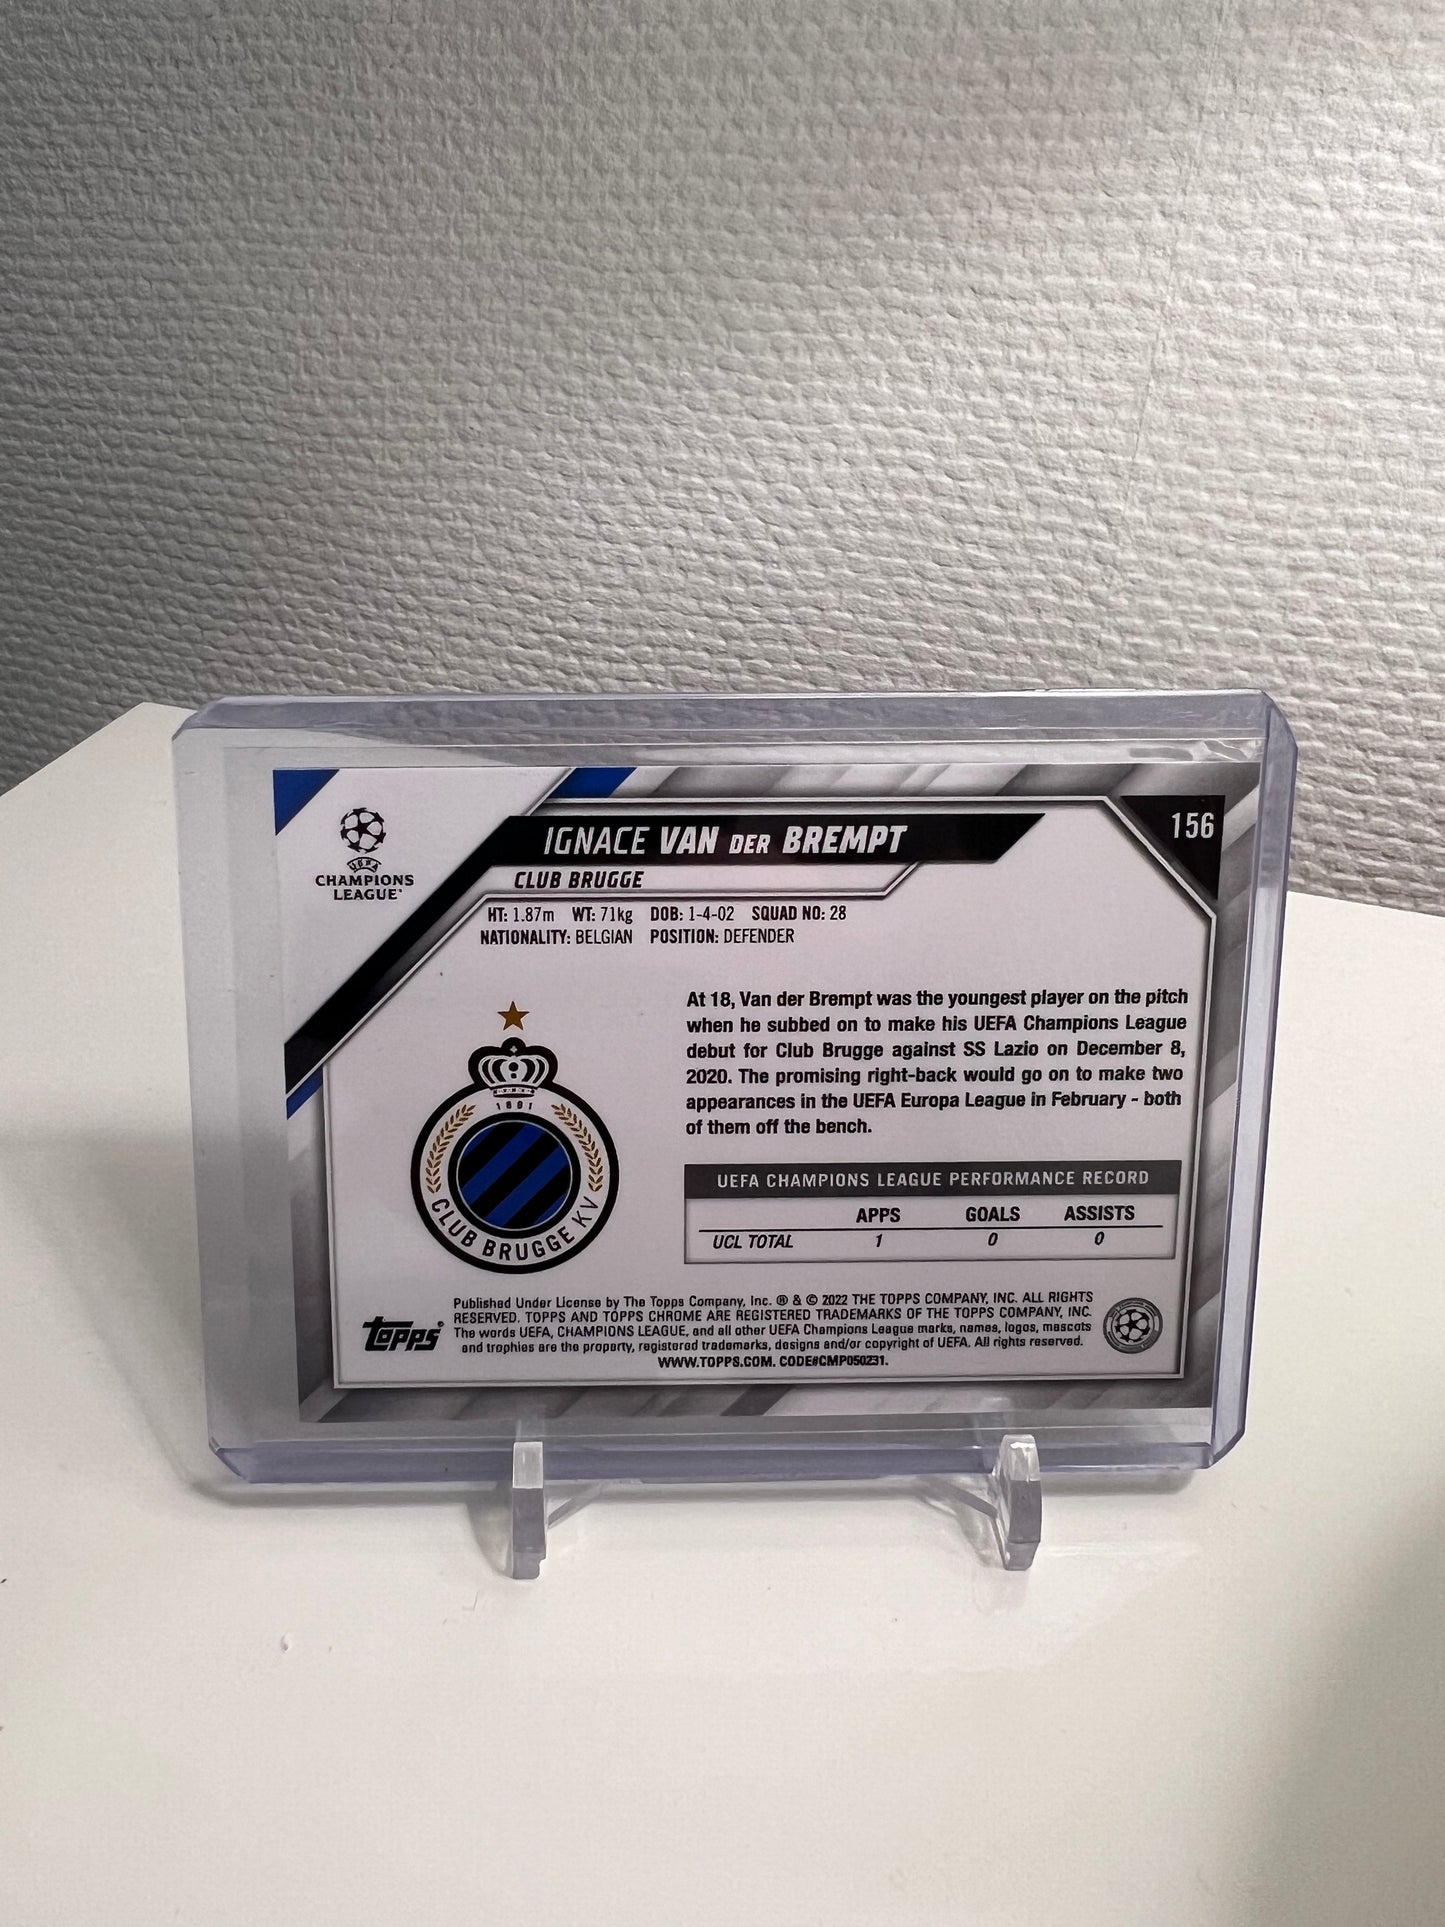 156
IGNACE VAN DER BREMPT
CLUB BRUGGE
UEFA
CHAMPIONS
LEAGUE
HT: 1.87m WT: 71kg DOB: 1-4-02 SQUAD NO: 28
NATIONALITY: BELGIAN POSITION: DEFENDER
At 18, Van der Brempt was the youngest player on the pitch
when he subbed on to make his UEFA Champions League
debut for Club Brugge against SS Lazio on December 8,
2020. The promising right-back would go on to make two
appearances in the UEFA Europa League in February - both
of them off the bench.
1891
CLUB BRUGGE KV
UEFA CHAMPIONS LEAGUE PERFORMANCE RECORD
APPS GOALS ASSISTS
UCL TOTAL 1 0 0
topps®
Published Under License by The Topps Company, Inc. ® & © 2022 THE TOPPS COMPANY, INC. ALL RIGHTS
RESERVED. TOPPS AND TOPPS CHROME ARE REGISTERED TRADEMARKS OF THE TOPPS COMPANY, INC.
The words UEFA, CHAMPIONS LEAGUE, and all other UEFA Champions League marks, names, logos, mascots
and trophies are the property, registered trademarks, designs and/or copyright of UEFA. All rights reserved.
WWW.TOPPS.COM. CODE#CMP050231.